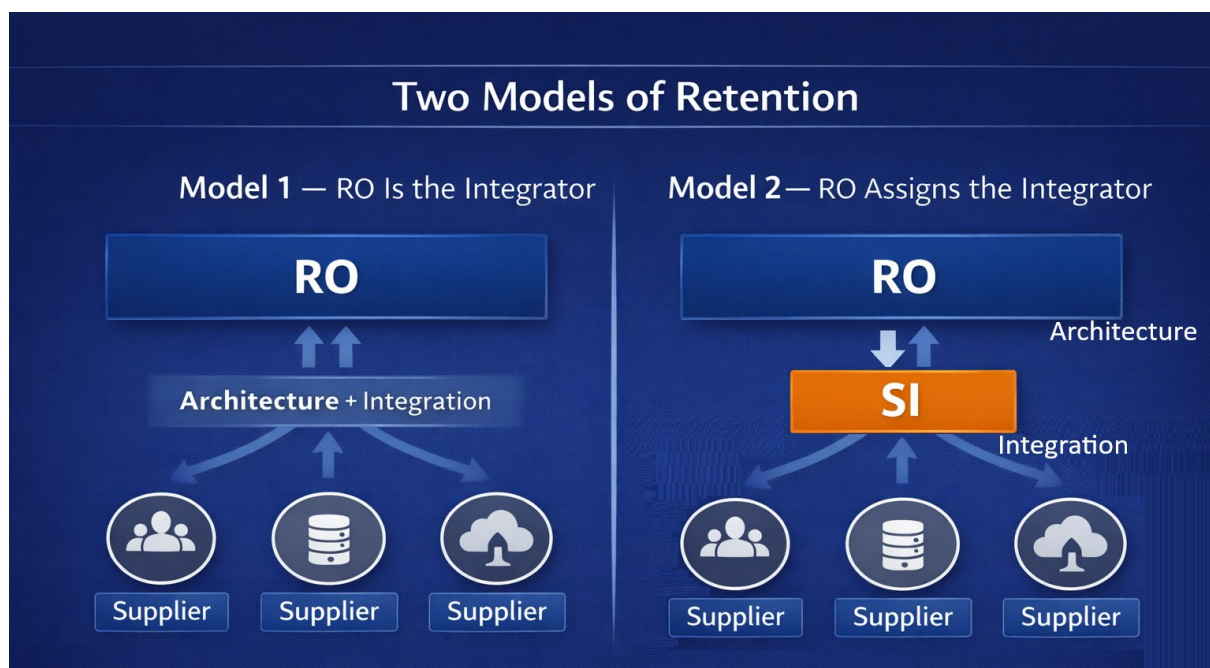 Two Models of Retention
Model 1 — RO Is the Integrator
RO
Architecture + Integration
Supplier
Supplier
Supplier
Model 2— RO Assigns the Integrator
RO
Architecture
SI
Integration
Supplier
Supplier
Supplier